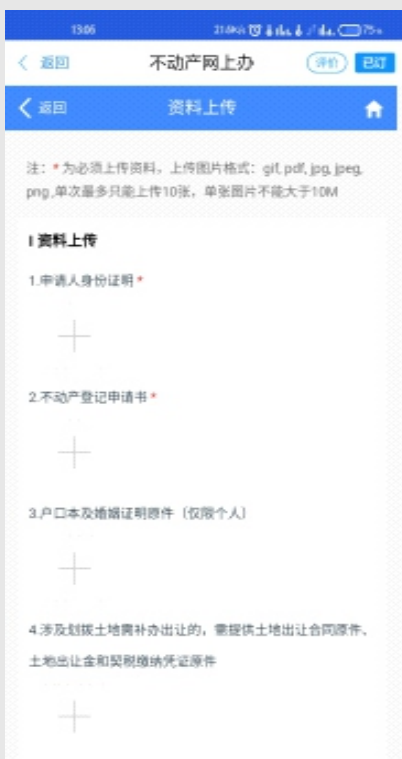 13:05
75%
返回
不动产网上办
评价
已订
返回
资料上传
注：*为必须上传资料，上传图片格式：gif,pdf,jpg,jpeg,
png,单次最多只能上传10张，单张图片不能大于10M
资料上传
1.申请人身份证明*
2.不动产登记申请书*
3.户口本及婚姻证明原件（仅限个人）
4.涉及划拨土地需补办出让的，需提供土地出让合同原件、
土地出让金和契税缴纳凭证原件